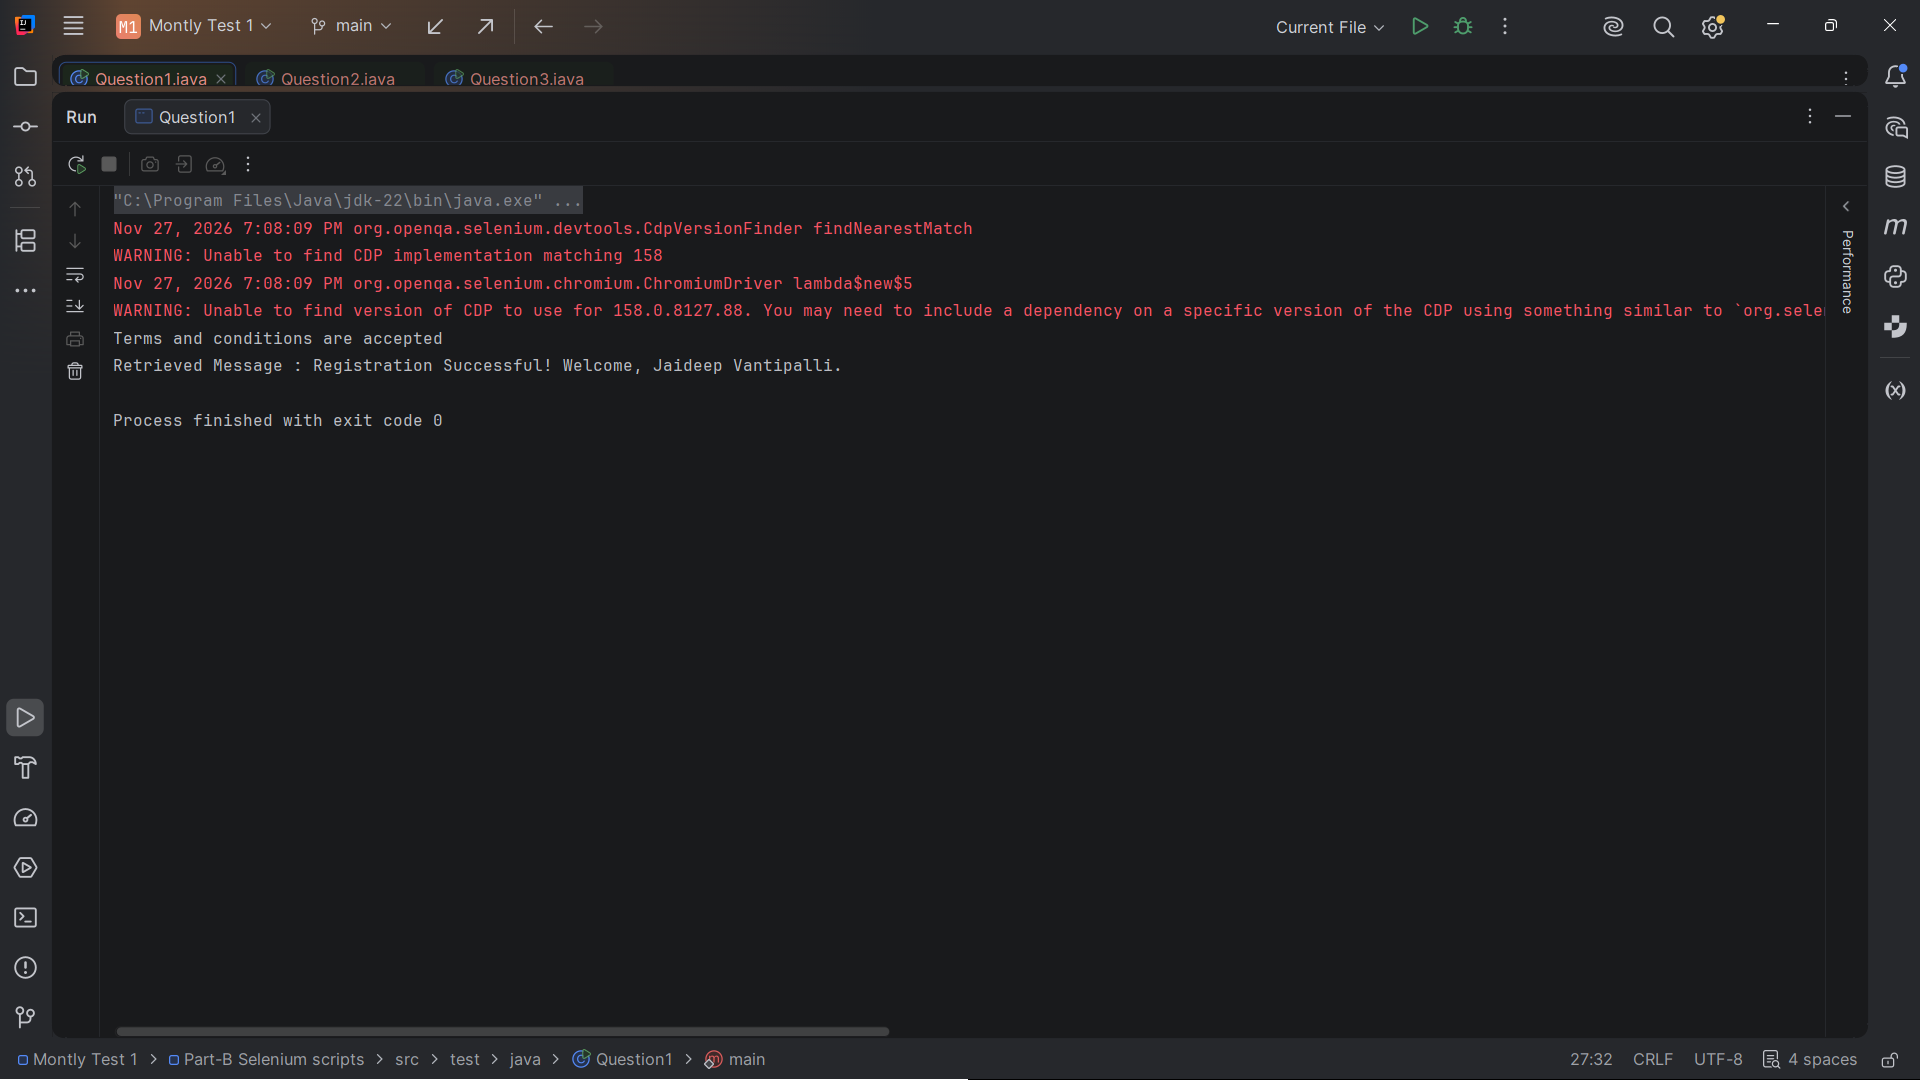 M1 Montly Test 1 main Current File
Question1.java Question2.java Question3.java
Run Question1
"C:\Program Files\Java\jdk-22\bin\java.exe" ...
Nov 27, 2026 7:08:09 PM org.openqa.selenium.devtools.CdpVersionFinder findNearestMatch
WARNING: Unable to find CDP implementation matching 158
Nov 27, 2026 7:08:09 PM org.openqa.selenium.chromium.ChromiumDriver lambda$new$5
WARNING: Unable to find version of CDP to use for 158.0.8127.88. You may need to include a dependency on a specific version of the CDP using something similar to `org.sele
Terms and conditions are accepted
Retrieved Message : Registration Successful! Welcome, Jaideep Vantipalli.
Process finished with exit code 0
Performance
Montly Test 1 > Part-B Selenium scripts > src > test > java > Question1 > main 27:32 CRLF UTF-8 4 spaces